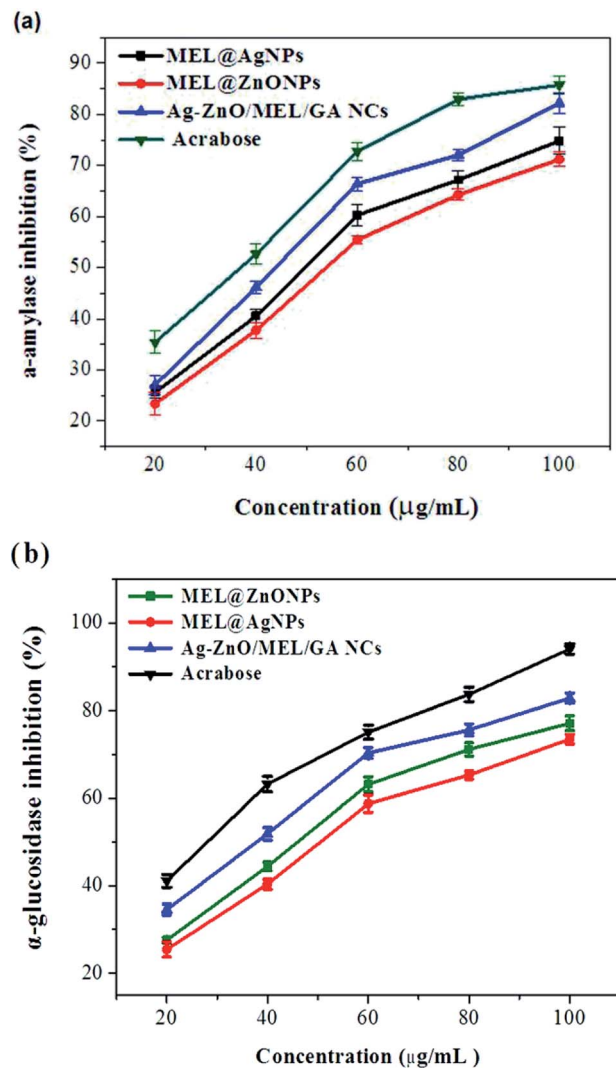 (a)
MEL@AgNPs
MEL@ZnONPs
Ag-ZnO/MEL/GA NCs
Acrabose
a-amylase inhibition (%)
90
80
70
60
50
40
30
20
20 40 60 80 100
Concentration (μg/mL)
(b)
MEL@ZnONPs
MEL@AgNPs
Ag-ZnO/MEL/GA NCs
Acrabose
α-glucosidase inhibition (%)
100
80
60
40
20
20 40 60 80 100
Concentration (μg/mL )